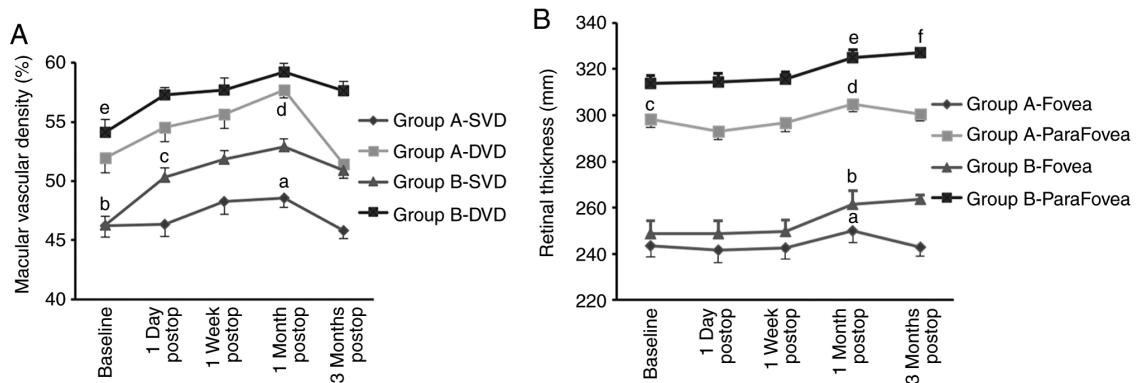 A
Macular vascular density (%)
60
55
50
45
40
e
b
c
d
a
Baseline
1 Day
postop
1 Week
postop
1 Month
postop
3 Months
postop
Group A-SVD
Group A-DVD
Group B-SVD
Group B-DVD
B
Retinal thickness (mm)
340
320
300
280
260
240
220
c
e
f
d
b
a
Baseline
1 Day
postop
1 Week
postop
1 Month
postop
3 Months
postop
Group A-Fovea
Group A-ParaFovea
Group B-Fovea
Group B-ParaFovea